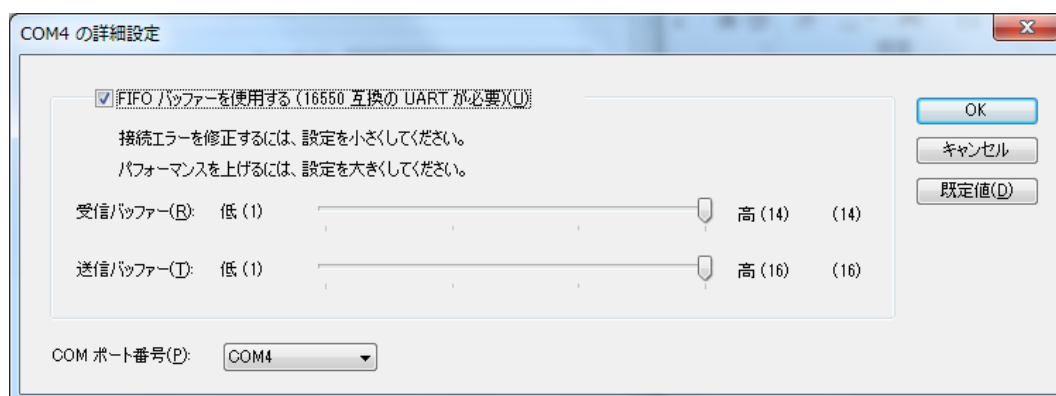 COM4 の詳細設定
FIFO バッファーを使用する (16550 互換の UART が必要)(U)
接続エラーを修正するには、設定を小さくしてください。
パフォーマンスを上げるには、設定を大きくしてください。
受信バッファー(R): 低 (1) 高 (14) (14)
送信バッファー(T): 低 (1) 高 (16) (16)
COM ポート番号(P): COM4
OK
キャンセル
既定値(D)